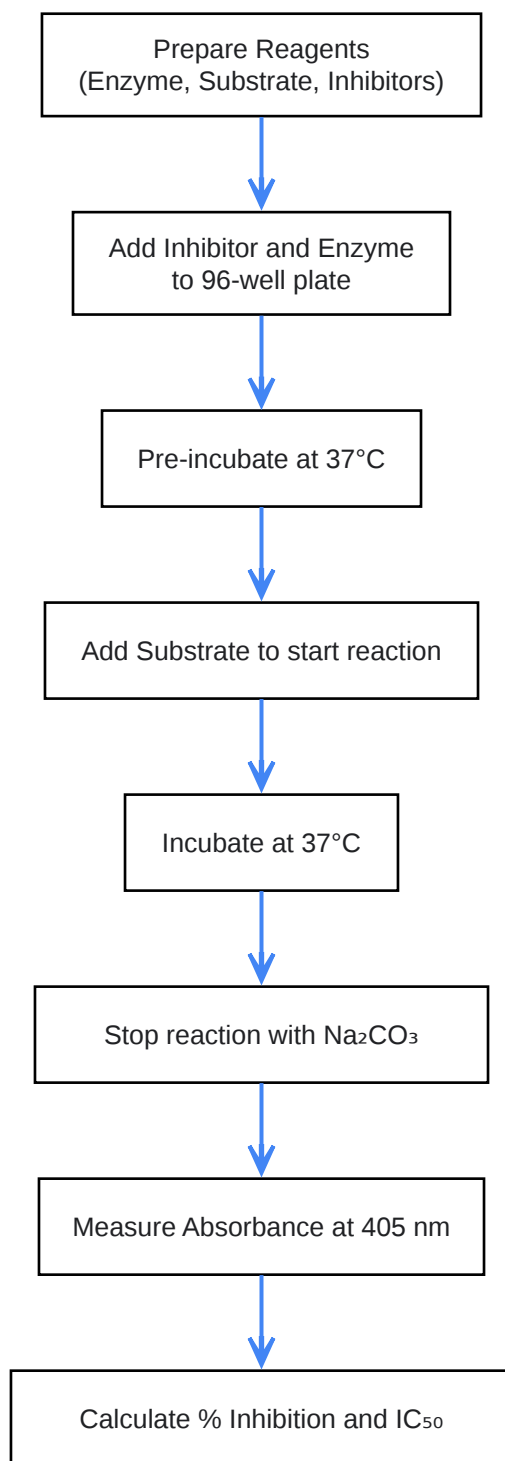 Prepare Reagents
(Enzyme, Substrate, Inhibitors)
Add Inhibitor and Enzyme
to 96-well plate
Pre-incubate at 37°C
Add Substrate to start reaction
Incubate at 37°C
Stop reaction with Na₂CO₃
Measure Absorbance at 405 nm
Calculate % Inhibition and IC₅₀